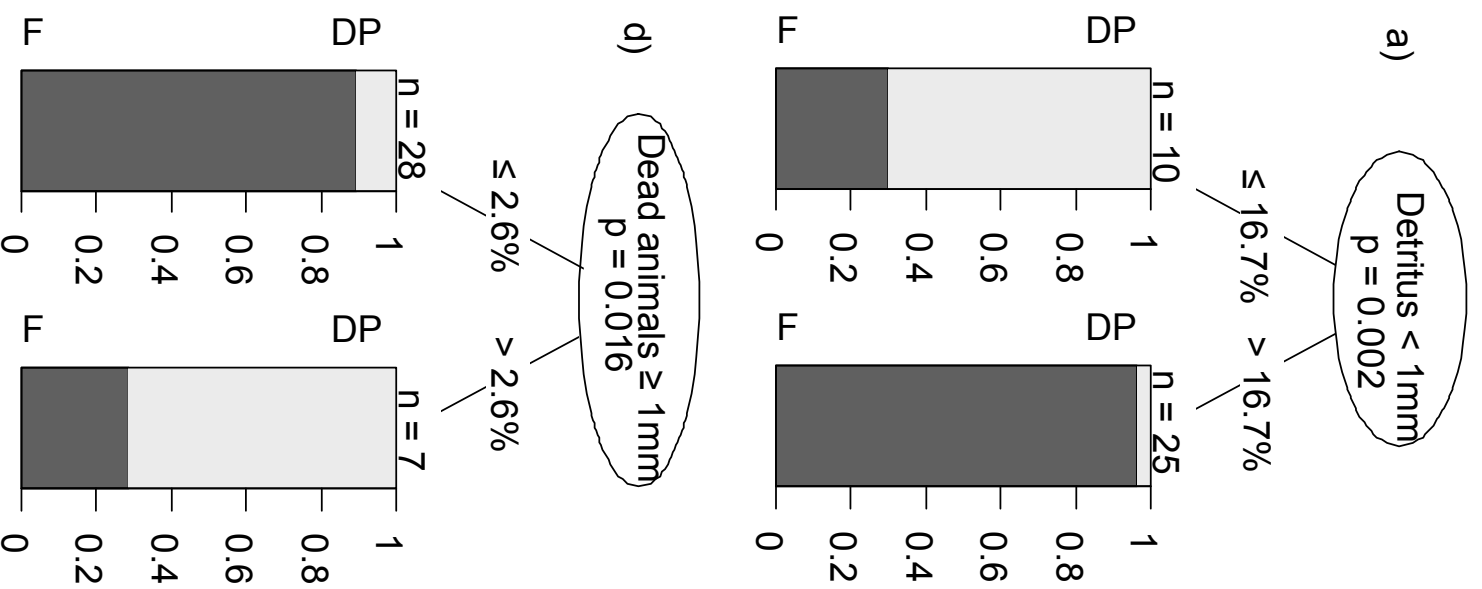 a)
Detritus < 1mm
p = 0.002
≤ 16.7%
> 16.7%
n = 10
DP
F
1
0.8
0.6
0.4
0.2
0
n = 25
DP
F
1
0.8
0.6
0.4
0.2
0
d)
Dead animals ≥ 1mm
p = 0.016
≤ 2.6%
> 2.6%
n = 28
DP
F
1
0.8
0.6
0.4
0.2
0
n = 7
DP
F
1
0.8
0.6
0.4
0.2
0